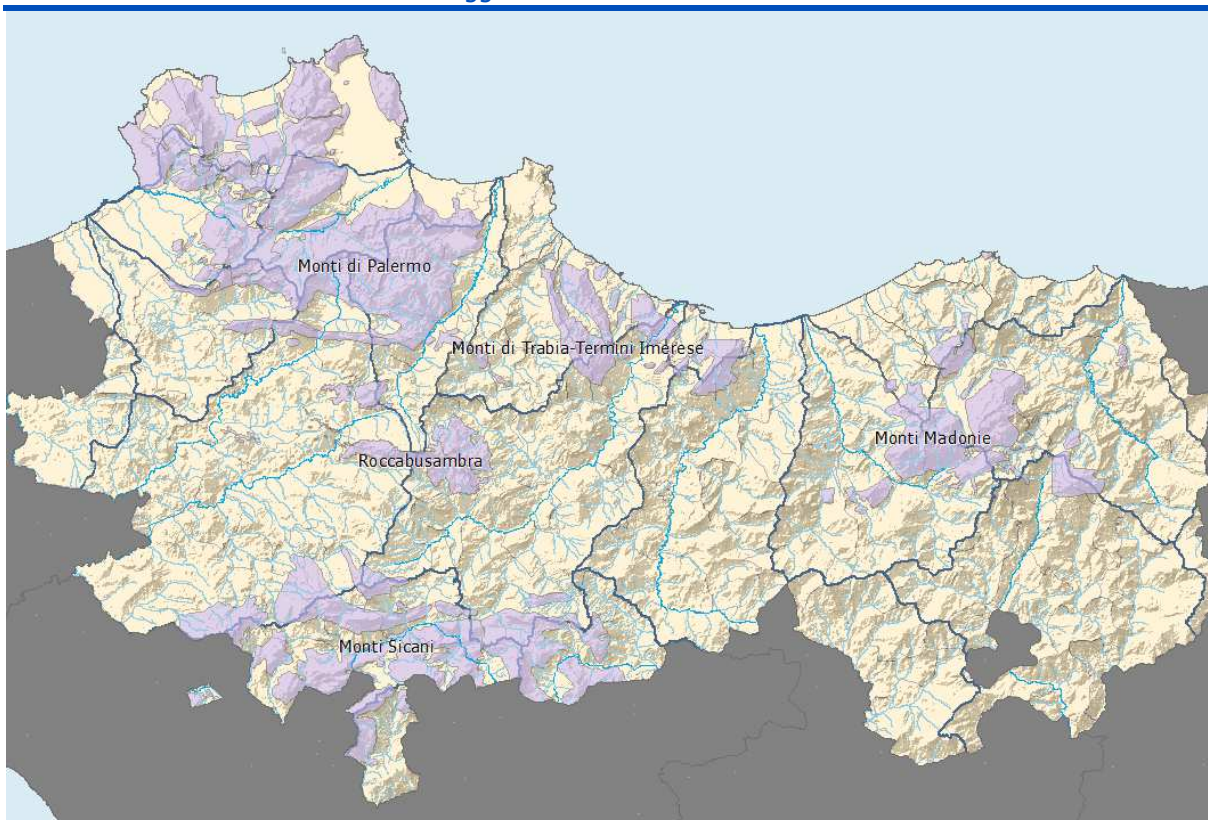 Monti di Palermo
Monti di Trabia-Termini Imerese
Monti Madonie
Roccabusambra
Monti Sicani